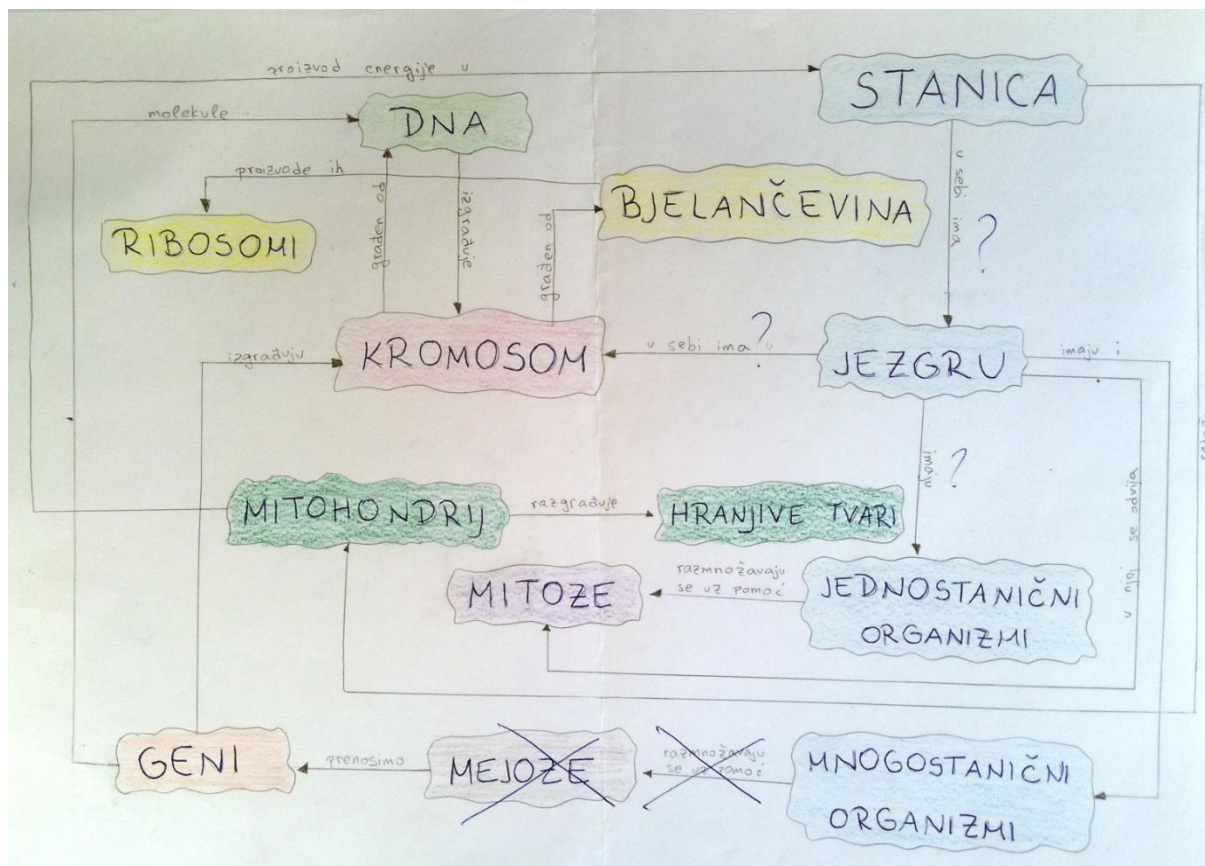 proizvod energije u
STANICA
molekule
DNA
u sebi ima
?
proizvode ih
BJELANČEVINA
RIBOSOMI
građen od
izgrađuje
građen od
izgrađuju
KROMOSOM
u sebi ima u
?
JEZGRU
imaju i
imaju
?
MITOHONDRIJ
razgrađuje
HRANJIVE TVARI
u njoj se odvija
MITOZE
razmnožavaju
se uz pomoć
JEDNOSTANIČNI
ORGANIZMI
GENI
prenosimo
MEJOZE
razmnožavaju
se uz pomoć
MNOGOSTANIČNI
ORGANIZMI